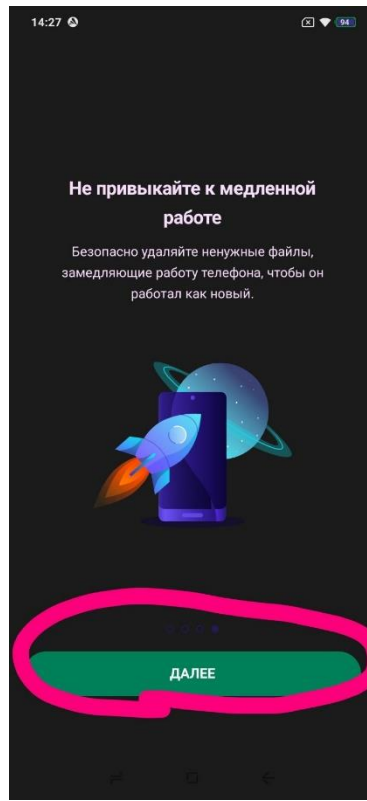 14:27
94
Не привыкайте к медленной
работе
Безопасно удаляйте ненужные файлы,
замедляющие работу телефона, чтобы он
работал как новый.
ДАЛЕЕ